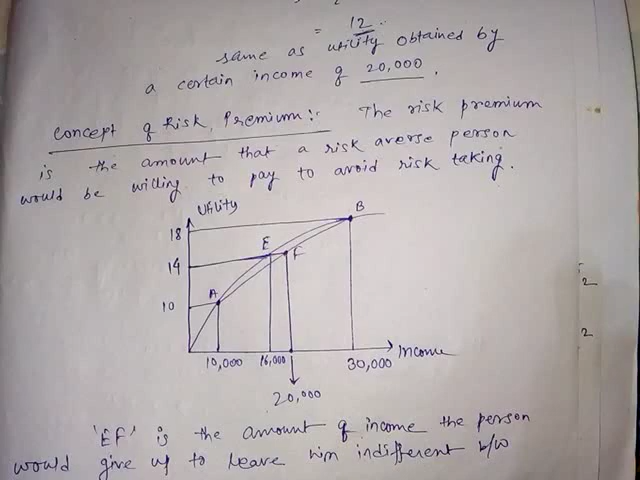 = 12
same as utility obtained by
a certain income of 20,000.
Concept of Risk Premium:- The risk premium
is the amount that a risk averse person
would be willing to pay to avoid risk taking.
Utility
18
14
10
A
E
F
B
10,000
16,000
30,000
Income
20,000
'EF' is the amount of income the person
would give up to leave him indifferent b/w
2
2